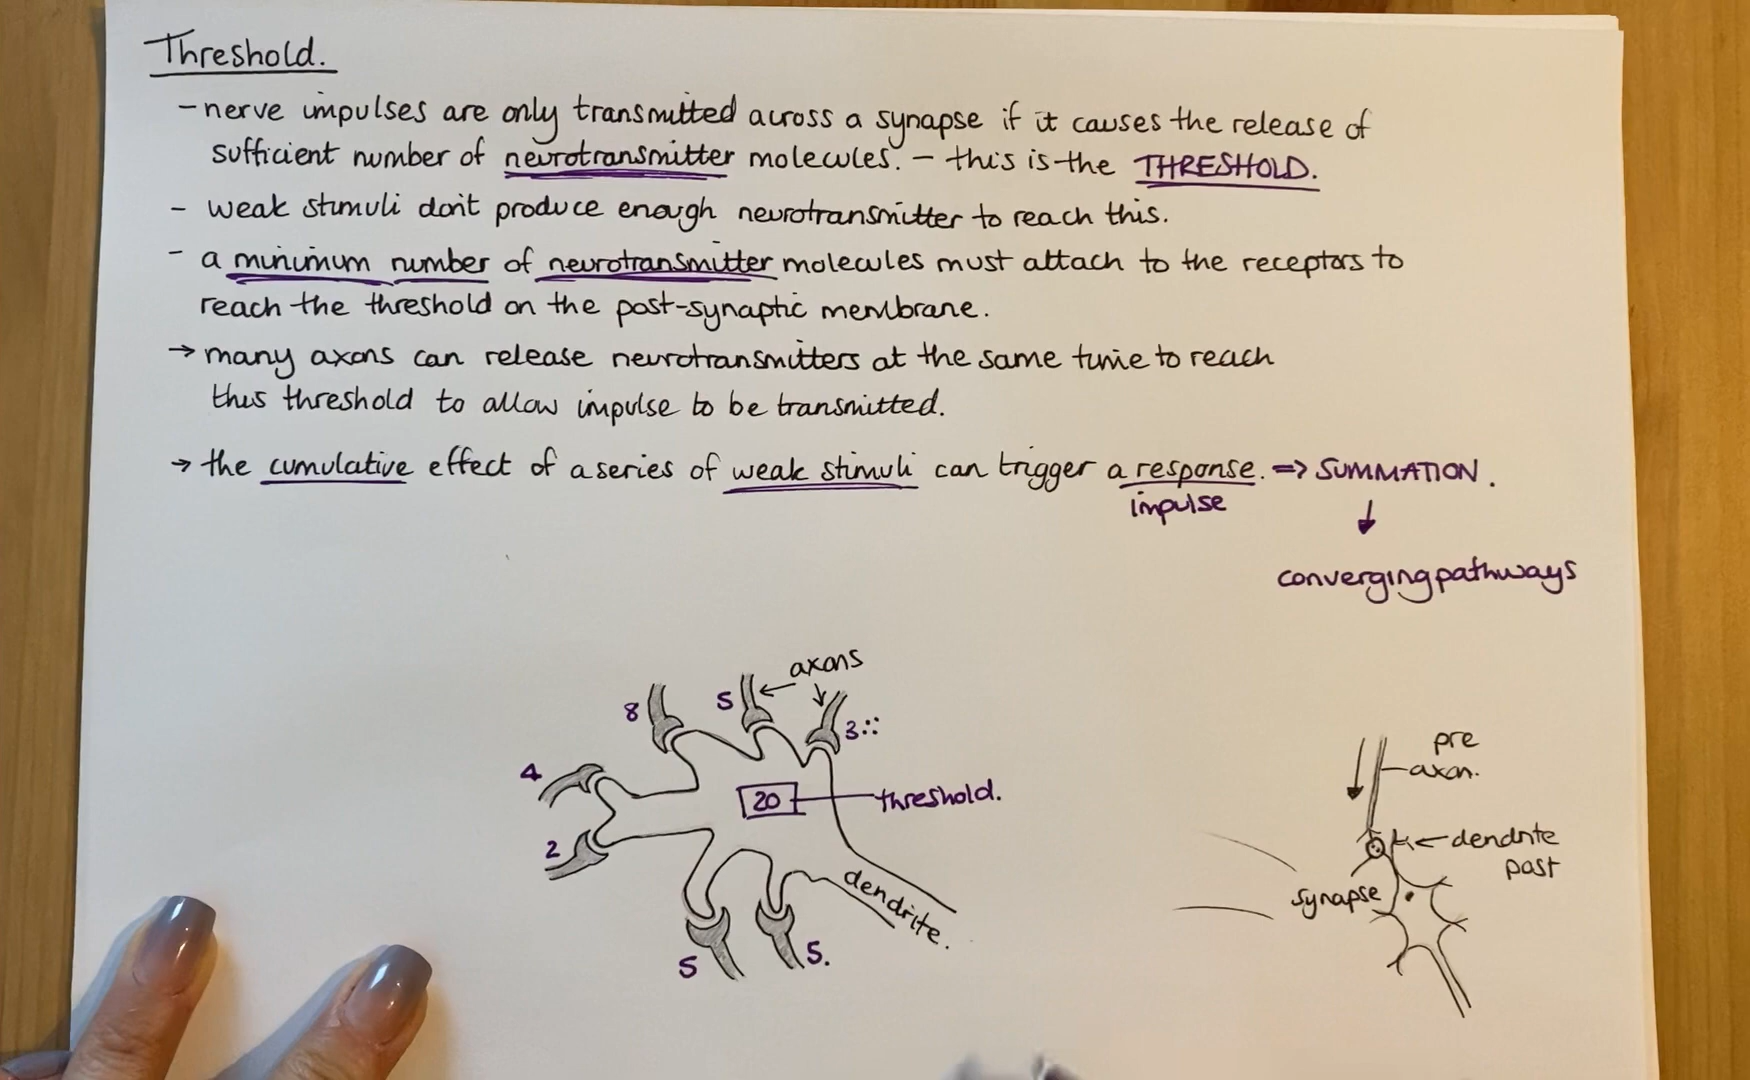 Threshold.
- nerve impulses are only transmitted across a synapse if it causes the release of
sufficient number of neurotransmitter molecules. - this is the THRESHOLD.
- weak stimuli don't produce enough neurotransmitter to reach this.
- a minimum number of neurotransmitter molecules must attach to the receptors to
reach the threshold on the post-synaptic membrane.
→ many axons can release neurotransmitters at the same time to reach
this threshold to allow impulse to be transmitted.
→ the cumulative effect of a series of weak stimuli can trigger a response. => SUMMATION.
impulse
↓
converging pathways
axons
8
5
3
4
20
threshold.
2
dendrite.
5
5.
pre
axon.
dendrite
post
synapse